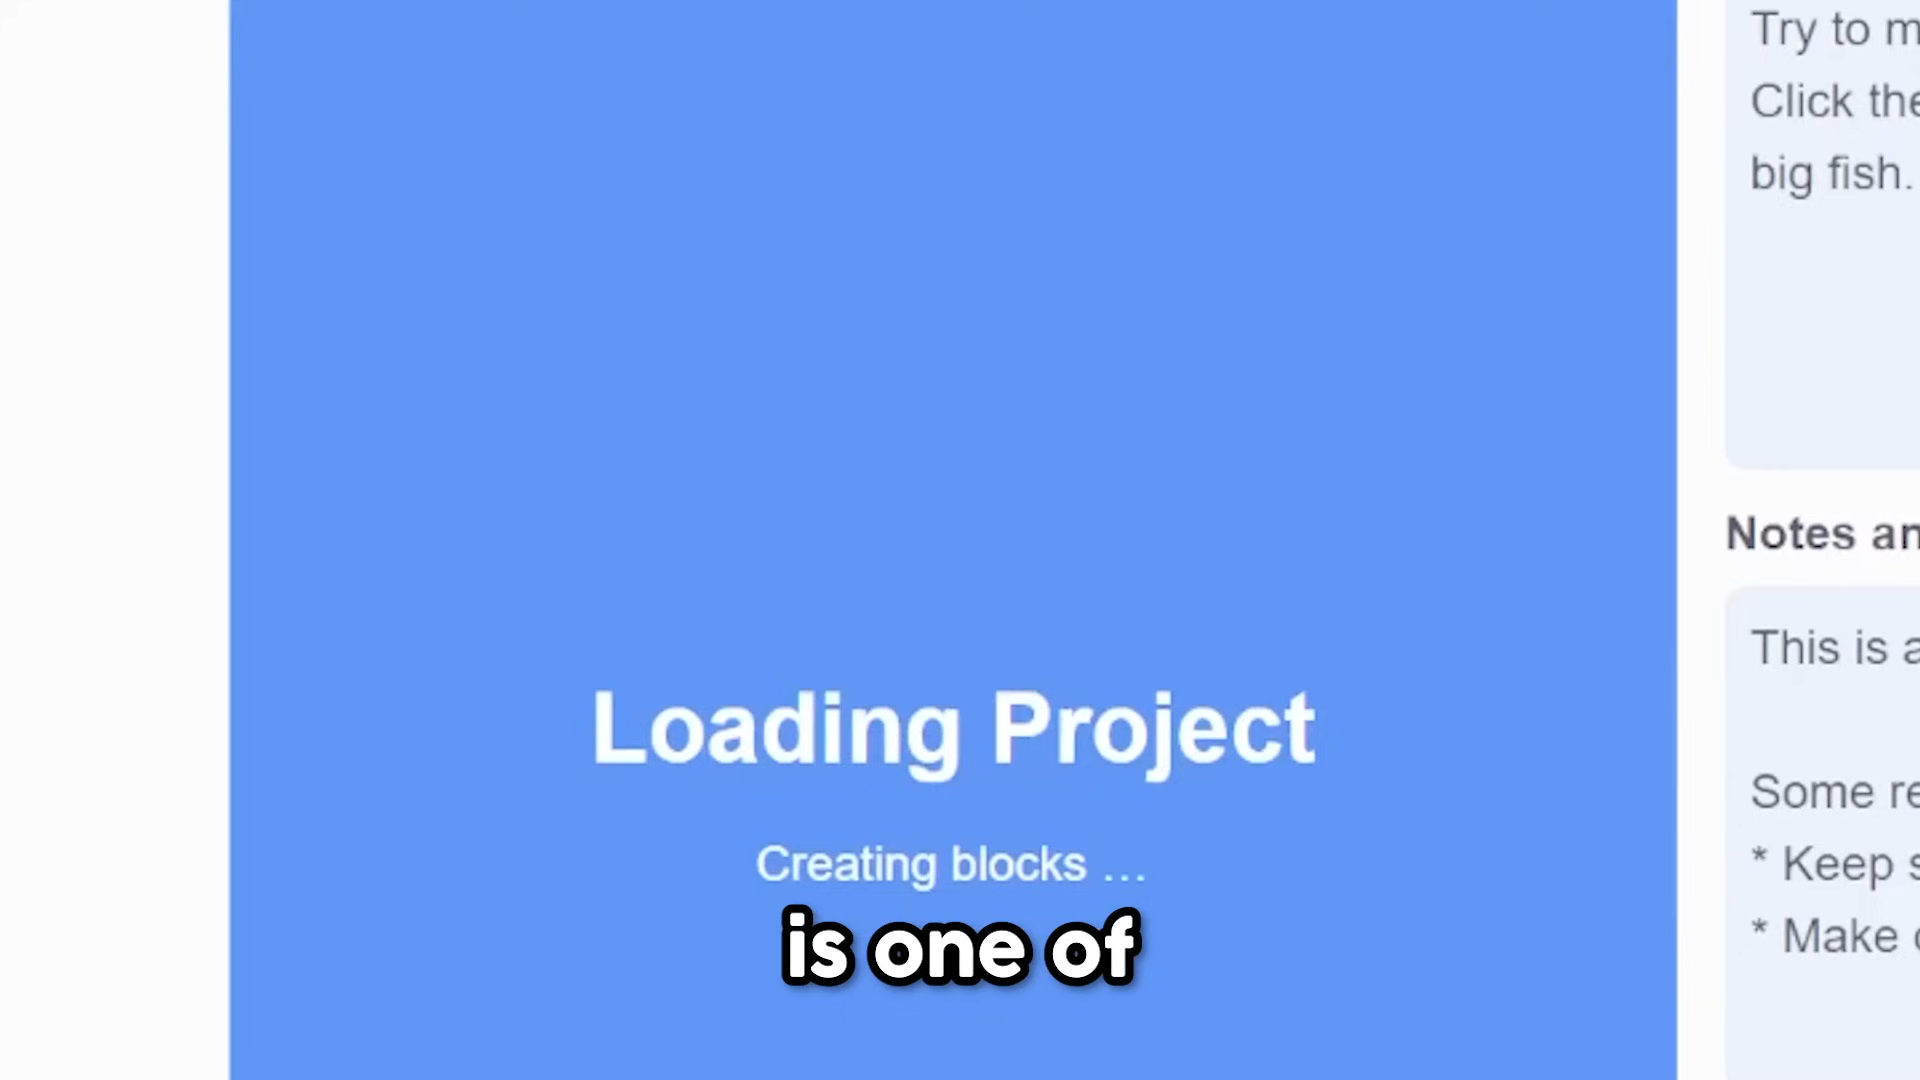 Try to m
Click the
big fish.
Notes an
This is a
Some re
* Keep s
* Make
Loading Project
Creating blocks ...
is one of